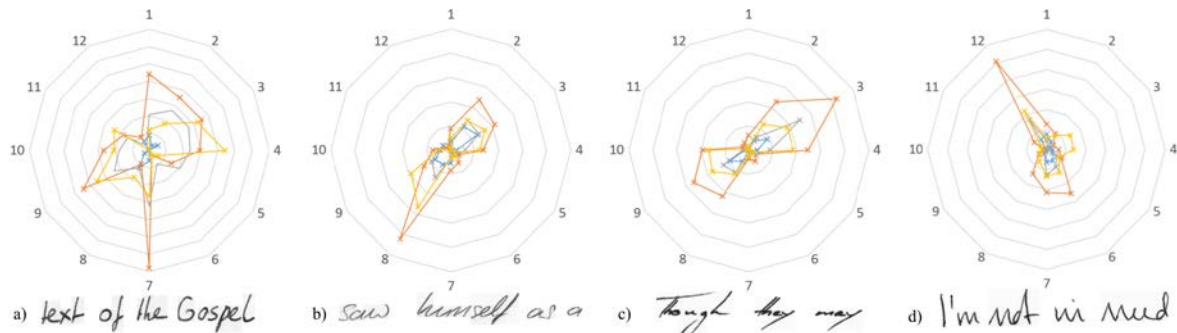 1 1 1 1
12 2 12 2 12 2 12 2
11 3 11 3 11 3 11 3
10 4 10 4 10 4 10 4
9 5 9 5 9 5 9 5
8 6 8 6 8 6 8 6
7 7 7 7
a) text of the Gospel b) saw himself as a c) Though they may d) I'm not in need